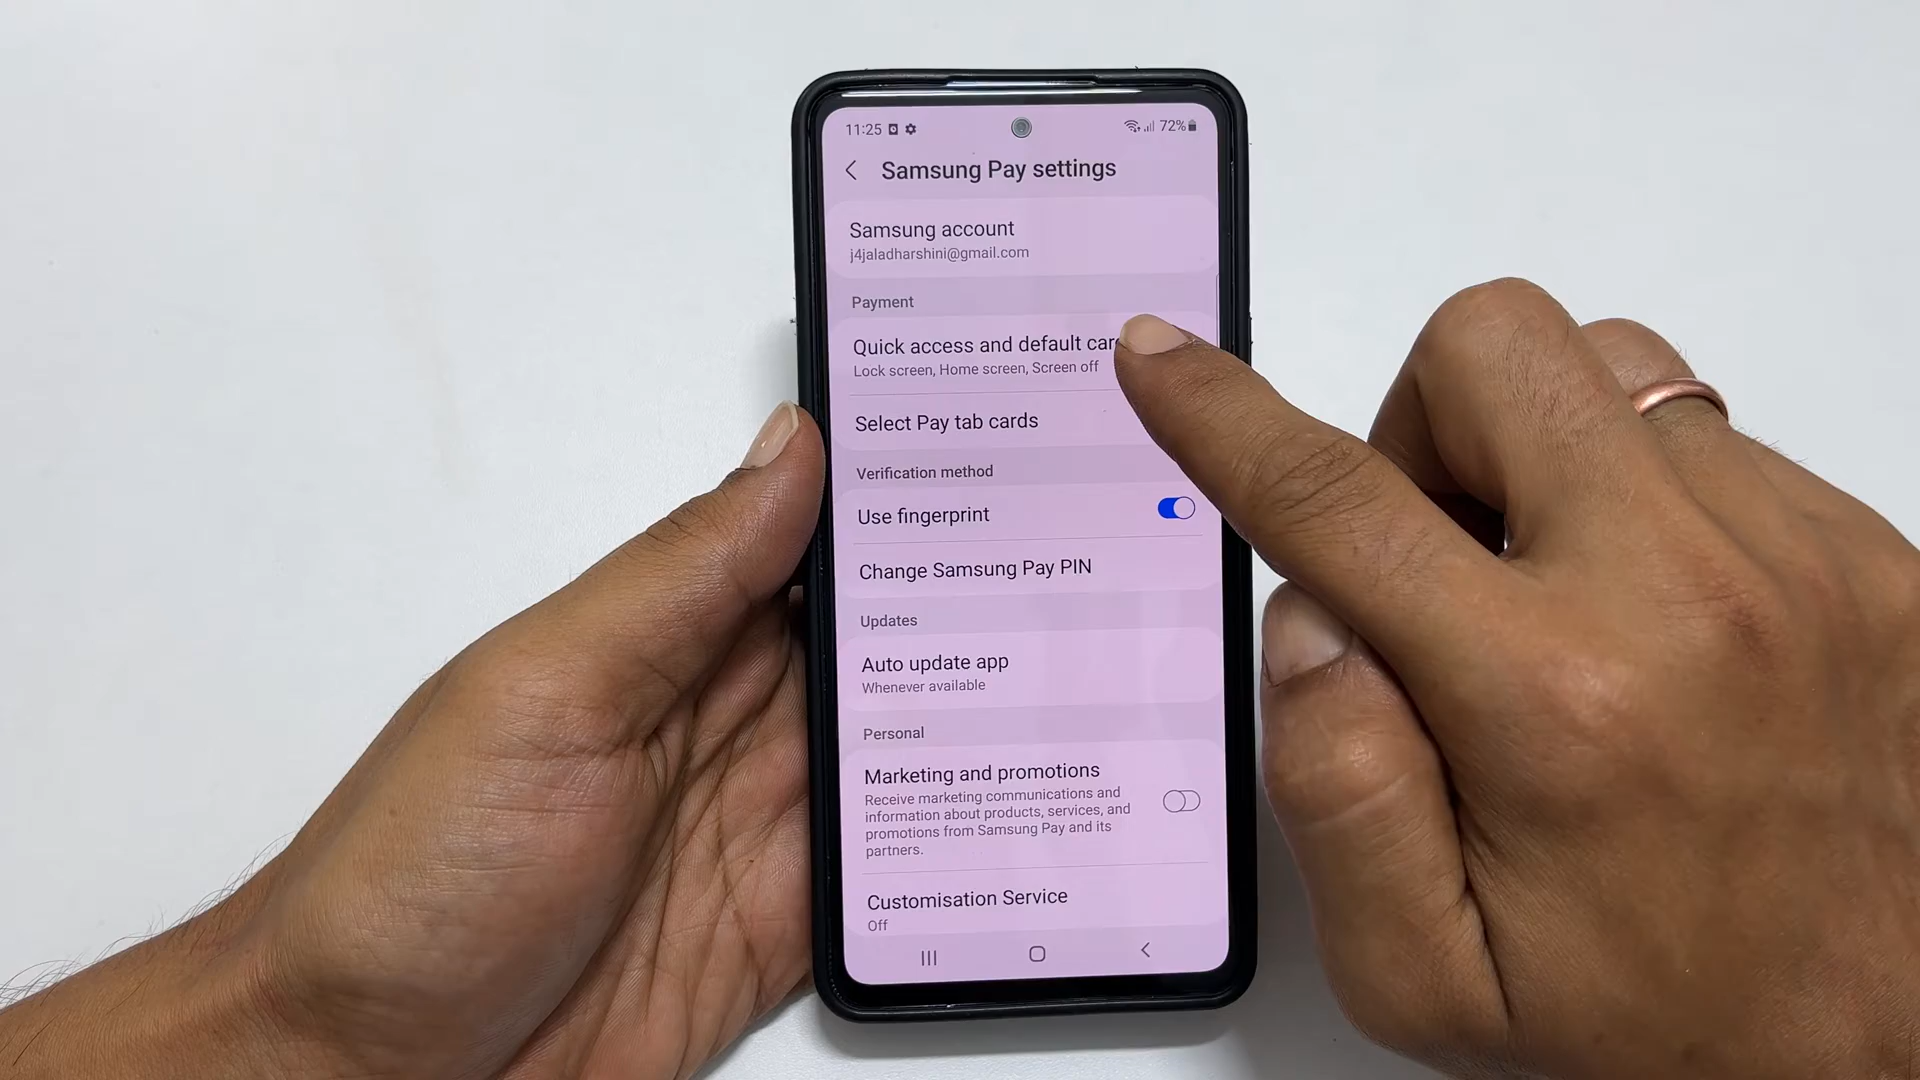 11:25
72%
Samsung Pay settings
Samsung account
j4jaladharshini@gmail.com
Payment
Quick access and default
Lock screen, Home screen, Screen off
Select Pay tab cards
Verification method
Use fingerprint
Change Samsung Pay PIN
Updates
Auto update app
Whenever available
Personal
Marketing and promotions
Receive marketing communications and
information about products, services, and
promotions from Samsung Pay and its
partners.
Customisation Service
Off